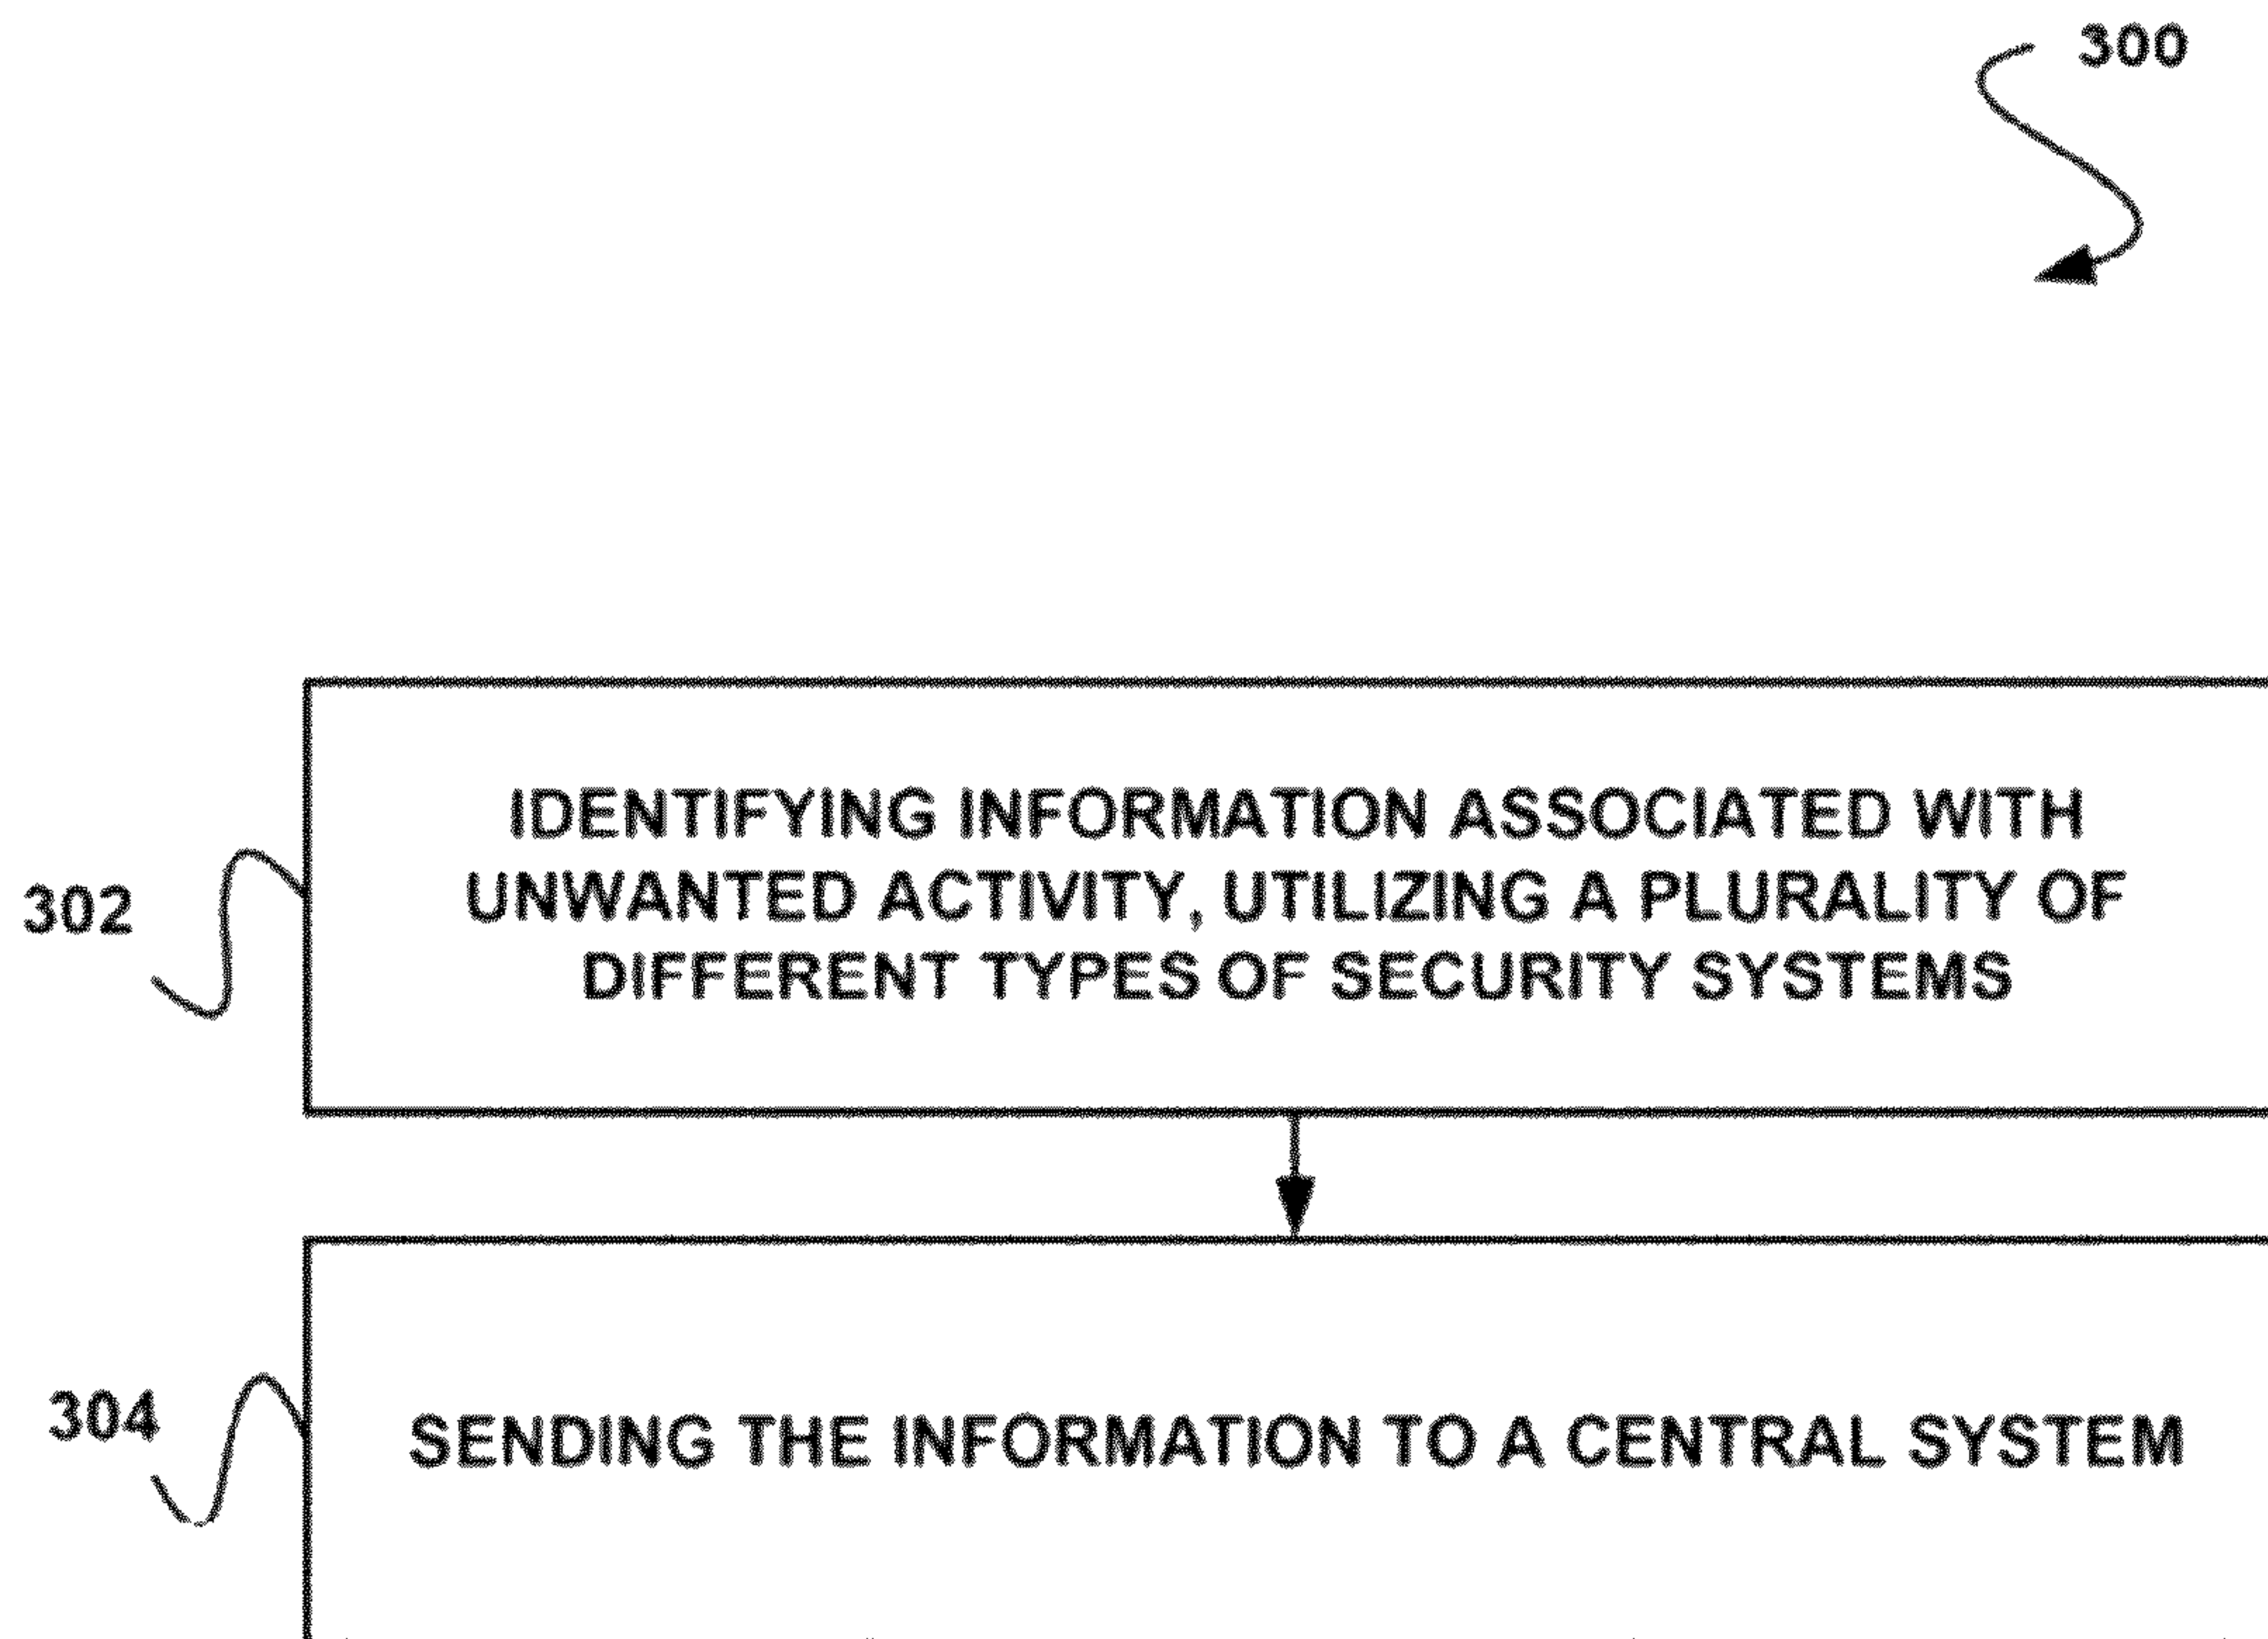 300
302
IDENTIFYING INFORMATION ASSOCIATED WITH
UNWANTED ACTIVITY, UTILIZING A PLURALITY OF
DIFFERENT TYPES OF SECURITY SYSTEMS
304
SENDING THE INFORMATION TO A CENTRAL SYSTEM